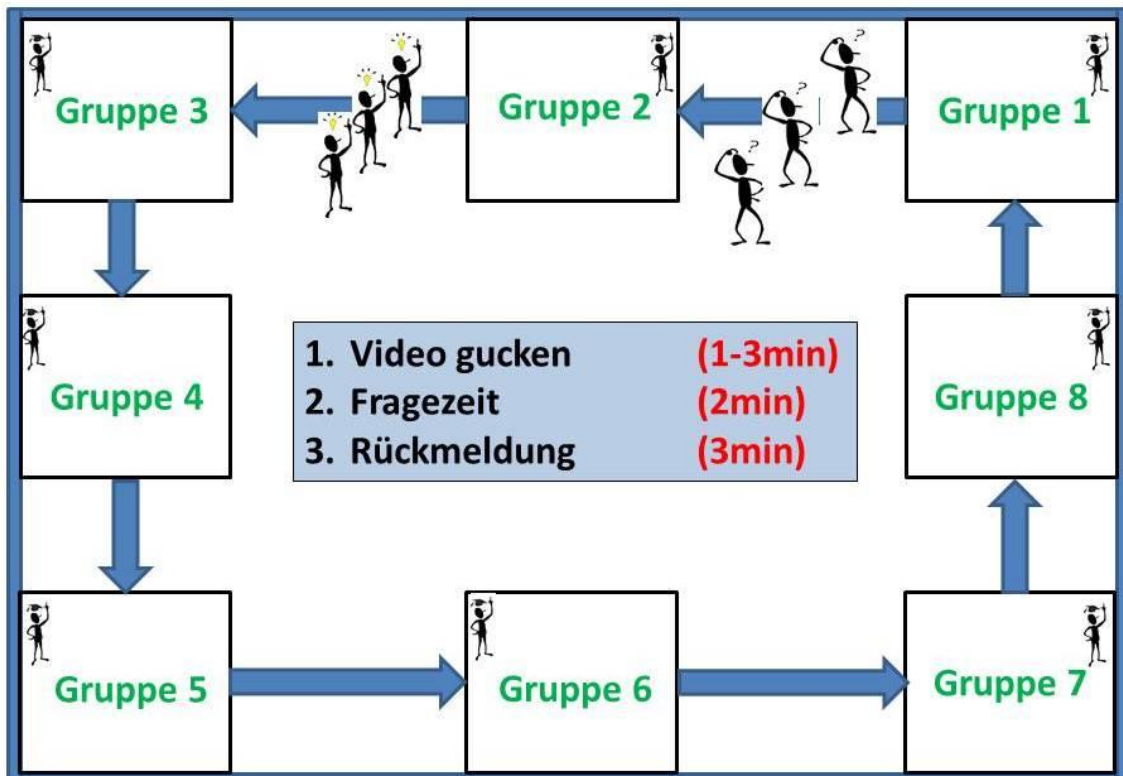 Gruppe 3
Gruppe 2
Gruppe 1
?
?
?
Gruppe 4
1. Video gucken (1-3min)
2. Fragezeit (2min)
3. Rückmeldung (3min)
Gruppe 8
Gruppe 5
Gruppe 6
Gruppe 7